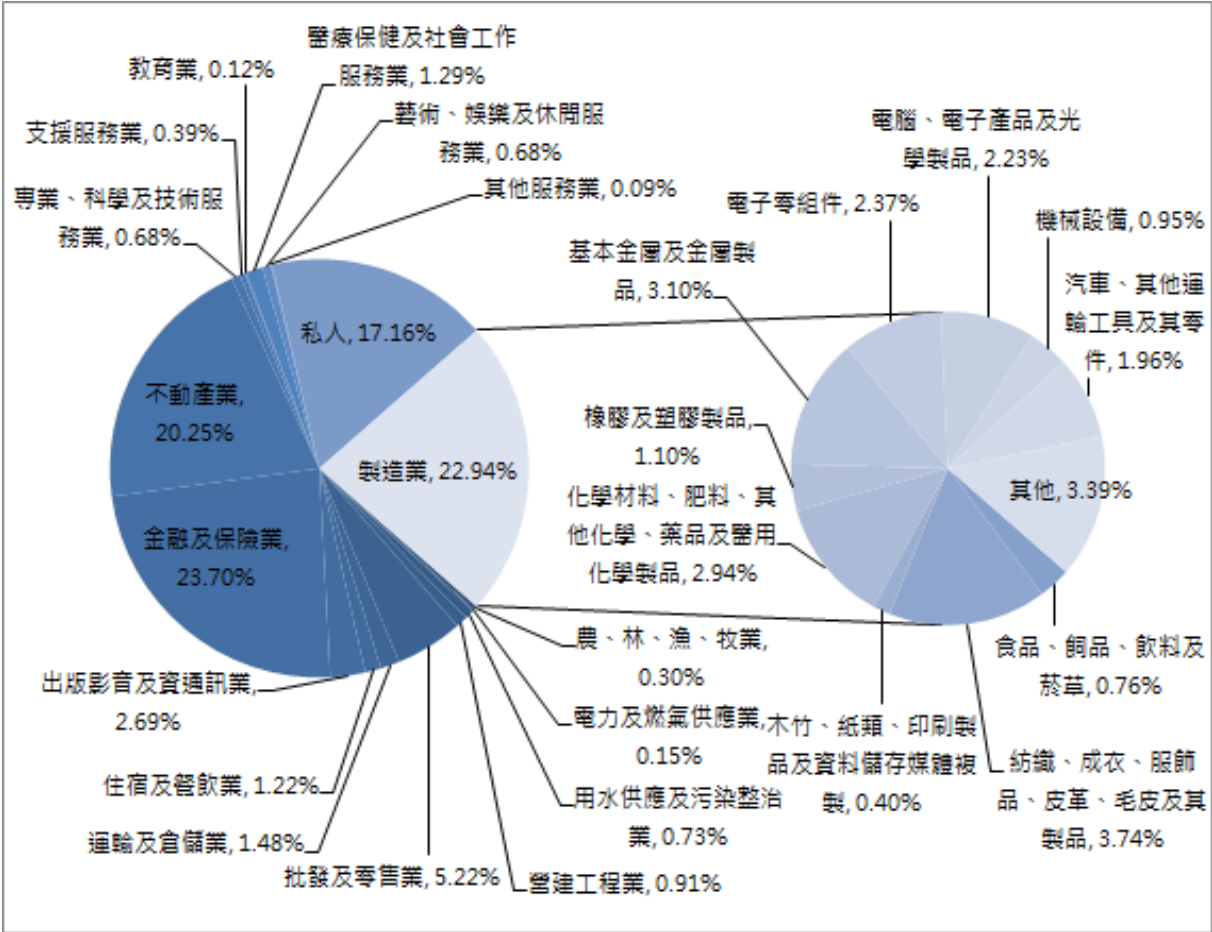 醫療保健及社會工作
服務業, 1.29%
教育業, 0.12%
藝術、娛樂及休閒服
務業, 0.68%
支援服務業, 0.39%
其他服務業, 0.09%
專業、科學及技術服
務業, 0.68%
私人, 17.16%
不動產業,
20.25%
製造業, 22.94%
金融及保險業,
23.70%
出版影音及資通訊業,
2.69%
住宿及餐飲業, 1.22%
運輸及倉儲業, 1.48%
批發及零售業, 5.22%
營建工程業, 0.91%
用水供應及污染整治
業, 0.73%
電力及燃氣供應業,
0.15%
農、林、漁、牧業,
0.30%
電腦、電子產品及光
學製品, 2.23%
電子零組件, 2.37%
機械設備, 0.95%
基本金屬及金屬製
品, 3.10%
汽車、其他運
輸工具及其零
件, 1.96%
橡膠及塑膠製品,
1.10%
其他, 3.39%
化學材料、肥料、其
他化學、藥品及醫用
化學製品, 2.94%
食品、飼品、飲料及
菸草, 0.76%
木竹、紙類、印刷製
品及資料儲存媒體複
製, 0.40%
紡織、成衣、服飾
品、皮革、毛皮及其
製品, 3.74%